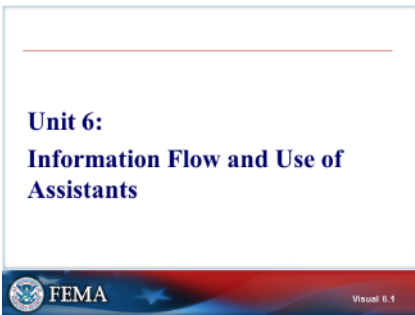 Unit 6:
Information Flow and Use of
Assistants
FEMA
Visual 6.1